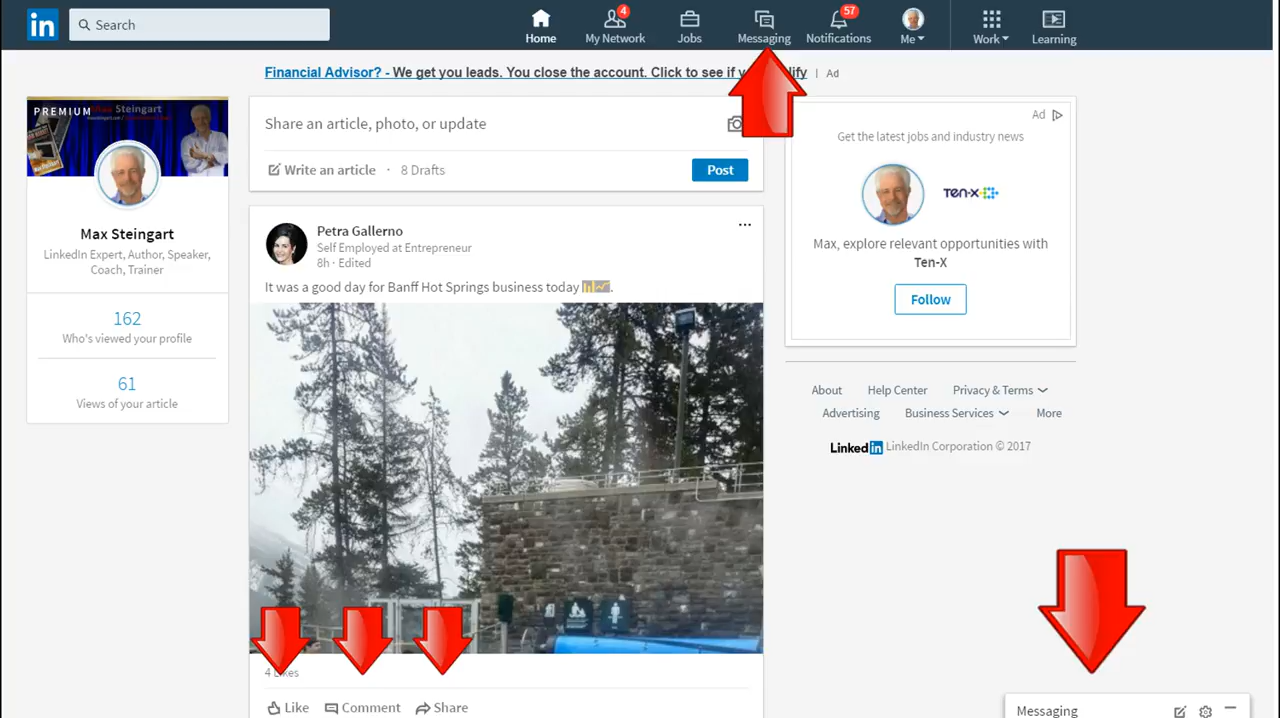 in
Search
Home
My Network
4
Jobs
Messaging
Notifications
57
Me
Work
Learning
Financial Advisor? - We get you leads. You close the account. Click to see if
Ad
PREMIUM
Steingart
Max Steingart
LinkedIn Expert, Author, Speaker,
Coach, Trainer
162
Who's viewed your profile
61
Views of your article
Share an article, photo, or update
Write an article · 8 Drafts
Post
Petra Gallerno
Self Employed at Entrepreneur
8h · Edited
It was a good day for Banff Hot Springs business today
4 Likes
Like
Comment
Share
Ad
Get the latest jobs and industry news
TEN-X
Max, explore relevant opportunities with
Ten-X
Follow
About
Help Center
Privacy & Terms
Advertising
Business Services
More
Linked in LinkedIn Corporation © 2017
Messaging